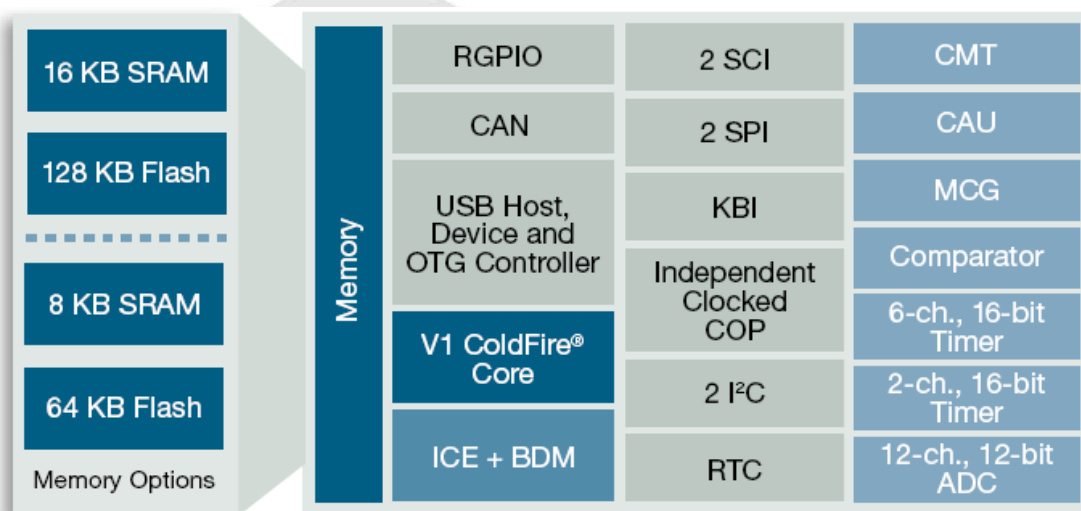 16 KB SRAM
128 KB Flash
8 KB SRAM
64 KB Flash
Memory Options
Memory
RGPIO
CAN
USB Host,
Device and
OTG Controller
V1 ColdFire®
Core
ICE + BDM
2 SCI
2 SPI
KBI
Independent
Clocked
COP
2 I²C
RTC
CMT
CAU
MCG
Comparator
6-ch., 16-bit
Timer
2-ch., 16-bit
Timer
12-ch., 12-bit
ADC